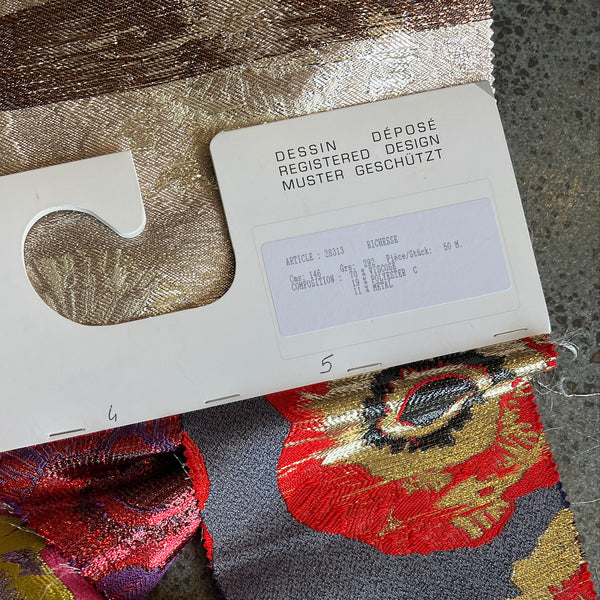 DESSIN DÉPOSÉ
REGISTERED DESIGN
MUSTER GESCHÜTZT
ARTICLE : 28313 RICHESSE
Cms: 146 Grs: 292 Pièce/Stück: 50 M.
COMPOSITION : 70 % VISCOSE
19 % POLYESTER C
11 % METAL
5
4